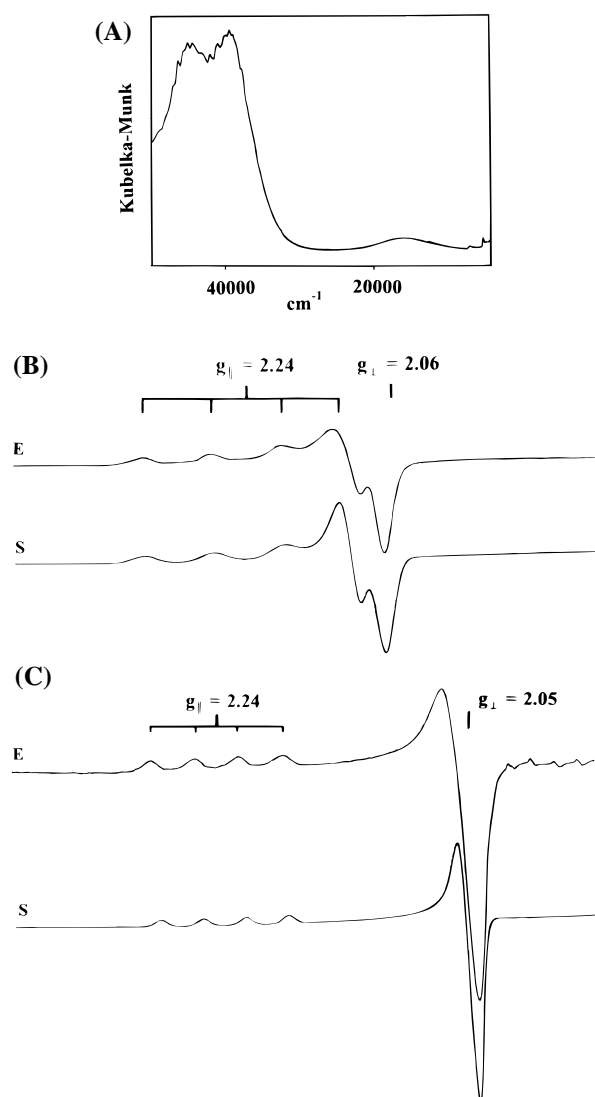 (A)
Kubelka-Munk
40000
20000
cm⁻¹
(B)
g∥ = 2.24
g⊥ = 2.06
E
S
(C)
g∥ = 2.24
g⊥ = 2.05
E
S